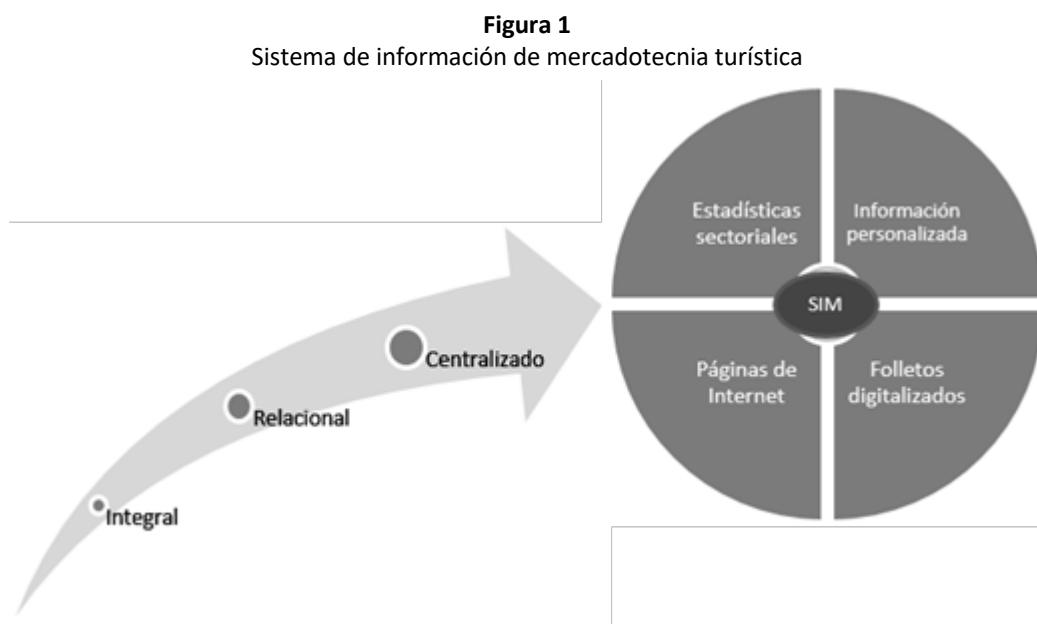 Figura 1
Sistema de información de mercadotecnia turística
Estadísticas
sectoriales
Información
personalizada
SIM
Páginas de
Internet
Folletos
digitalizados
Centralizado
Relacional
Integral